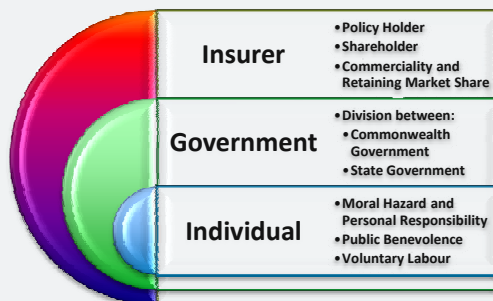 Insurer
•Policy Holder
•Shareholder
•Commerciality and
Retaining Market Share
Government
•Division between:
•Commonwealth
Government
•State Government
Individual
•Moral Hazard and
Personal Responsibility
•Public Benevolence
•Voluntary Labour